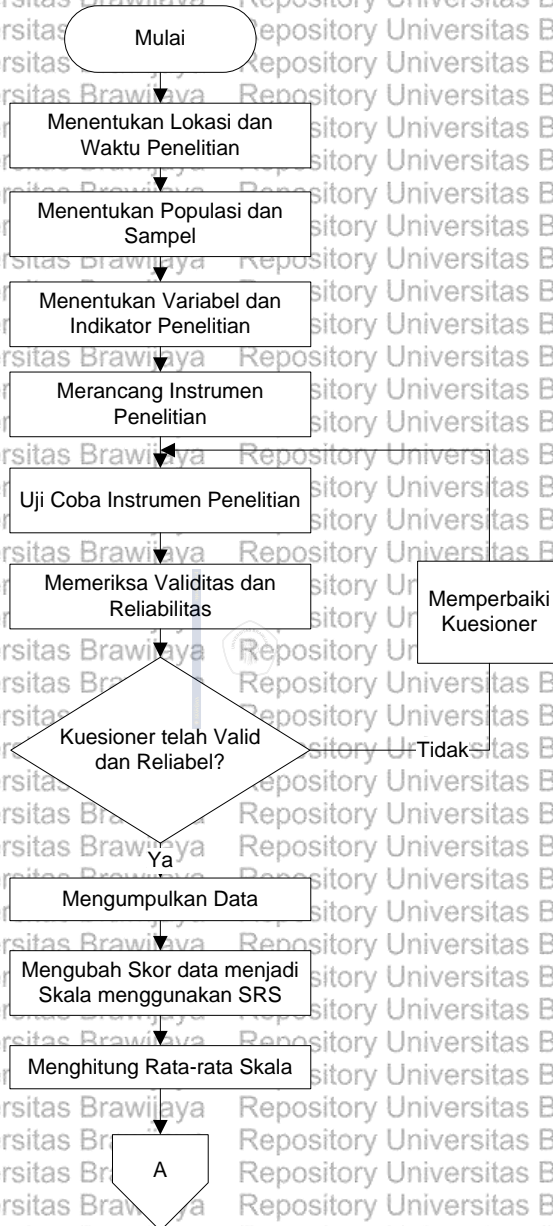 Mulai
Menentukan Lokasi dan
Waktu Penelitian
Menentukan Populasi dan
Sampel
Menentukan Variabel dan
Indikator Penelitian
Merancang Instrumen
Penelitian
Uji Coba Instrumen Penelitian
Memeriksa Validitas dan
Reliabilitas
Memperbaiki
Kuesioner
Kuesioner telah Valid
dan Reliabel?
Tidak
Ya
Mengumpulkan Data
Mengubah Skor data menjadi
Skala menggunakan SRS
Menghitung Rata-rata Skala
A